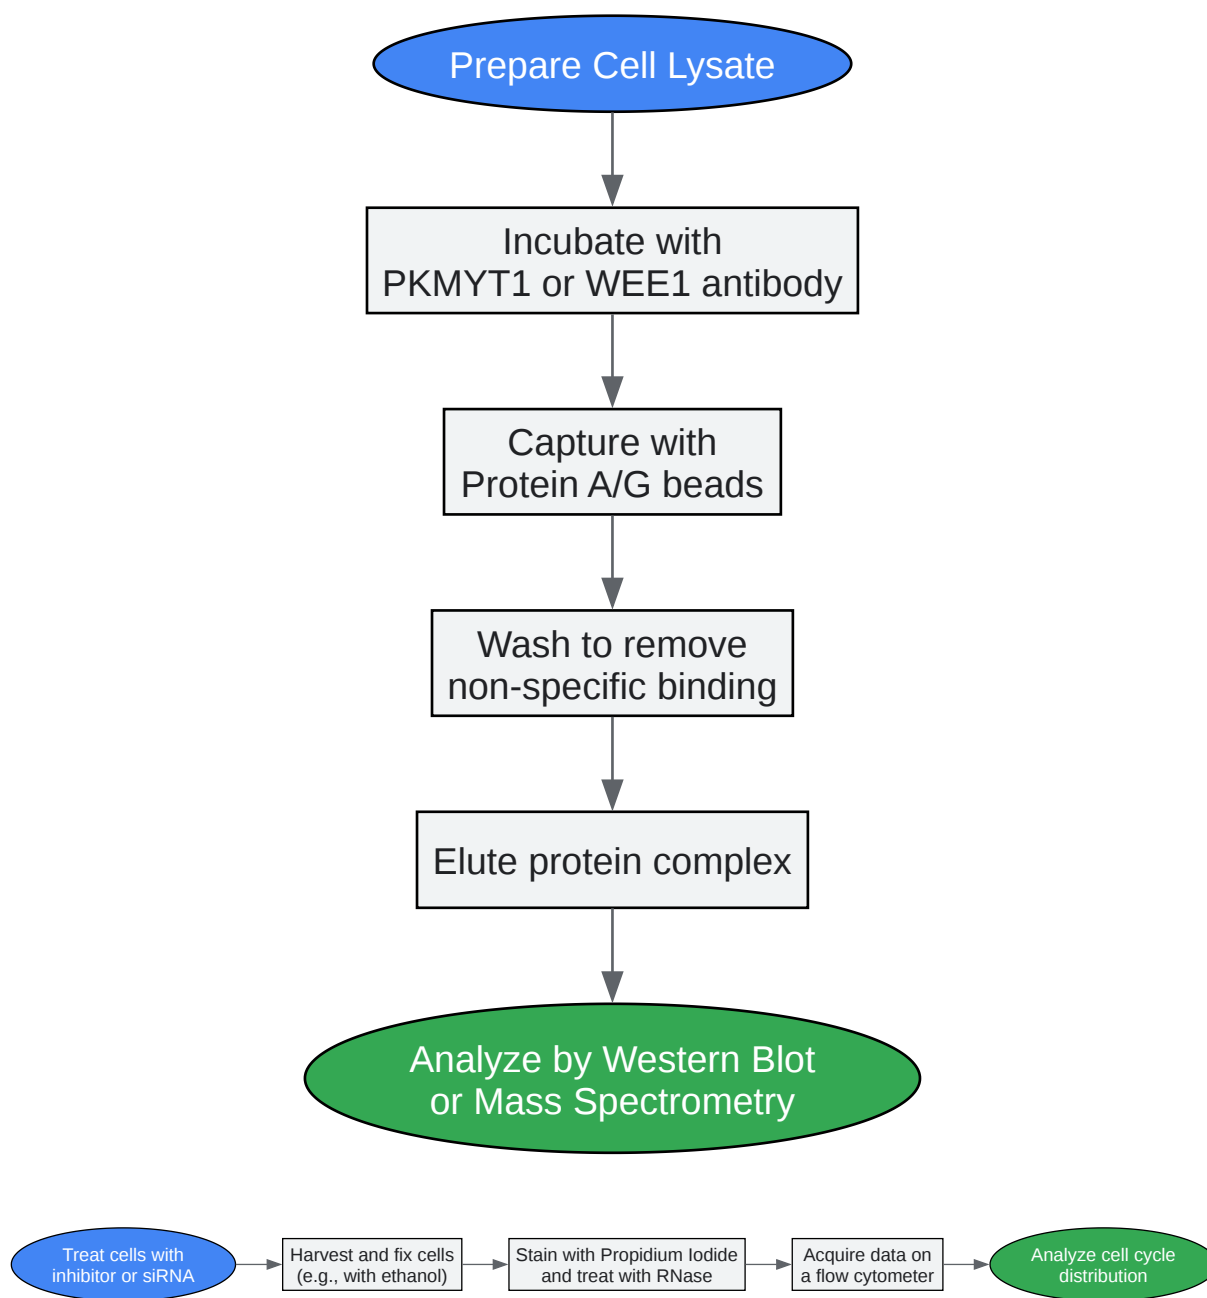 Prepare Cell Lysate
Incubate with
PKMYT1 or WEE1 antibody
Capture with
Protein A/G beads
Wash to remove
non-specific binding
Elute protein complex
Analyze by Western Blot
or Mass Spectrometry
Treat cells with
inhibitor or siRNA
Harvest and fix cells
(e.g., with ethanol)
Stain with Propidium Iodide
and treat with RNase
Acquire data on
a flow cytometer
Analyze cell cycle
distribution